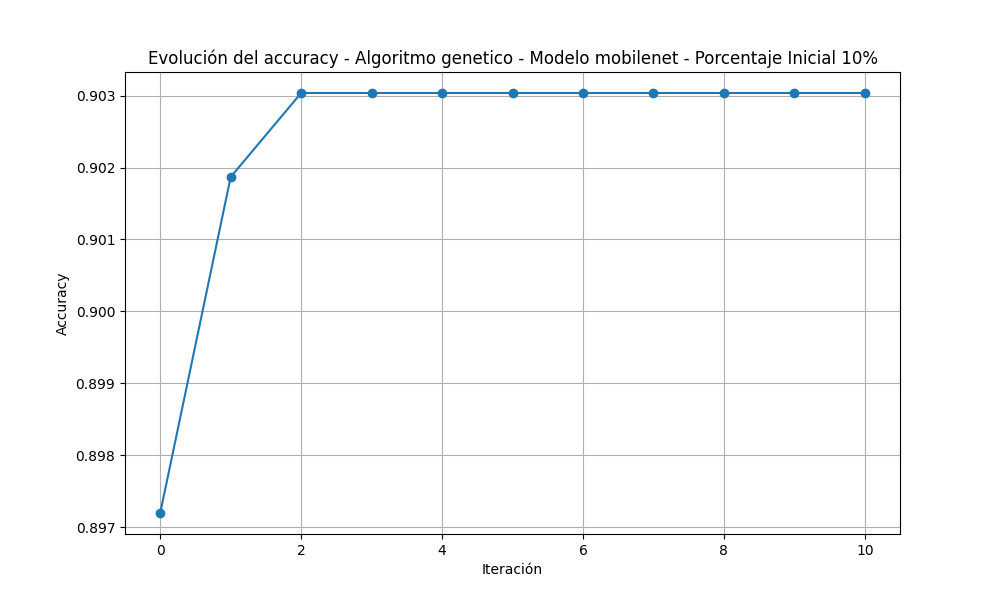 Evolución del accuracy - Algoritmo genetico - Modelo mobilenet - Porcentaje Inicial 10%
0.903
0.902
0.901
0.900
0.899
0.898
0.897
Accuracy
0 2 4 6 8 10
Iteración